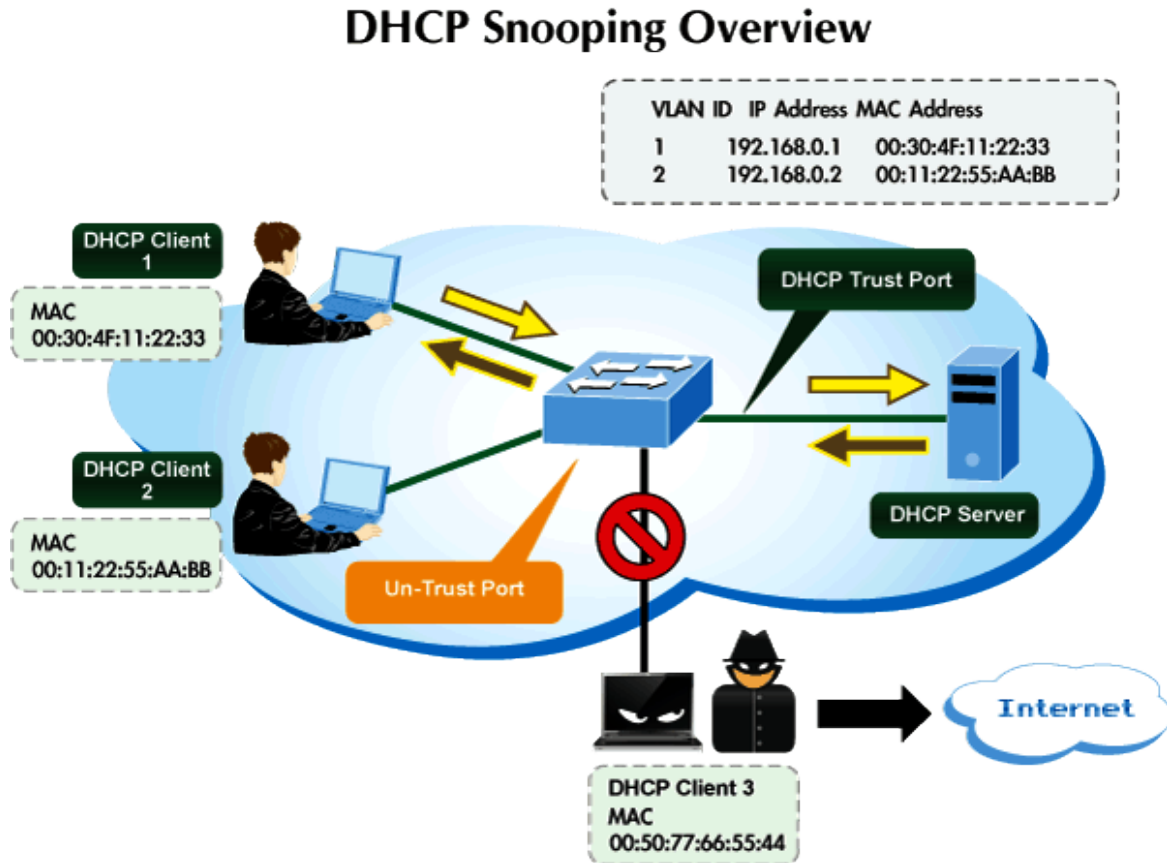 DHCP Snooping Overview
VLAN ID IP Address MAC Address
1 192.168.0.1 00:30:4F:11:22:33
2 192.168.0.2 00:11:22:55:AA:BB
DHCP Client
1
MAC
00:30:4F:11:22:33
DHCP Trust Port
DHCP Client
2
MAC
00:11:22:55:AA:BB
Un-Trust Port
DHCP Server
Internet
DHCP Client 3
MAC
00:50:77:66:55:44